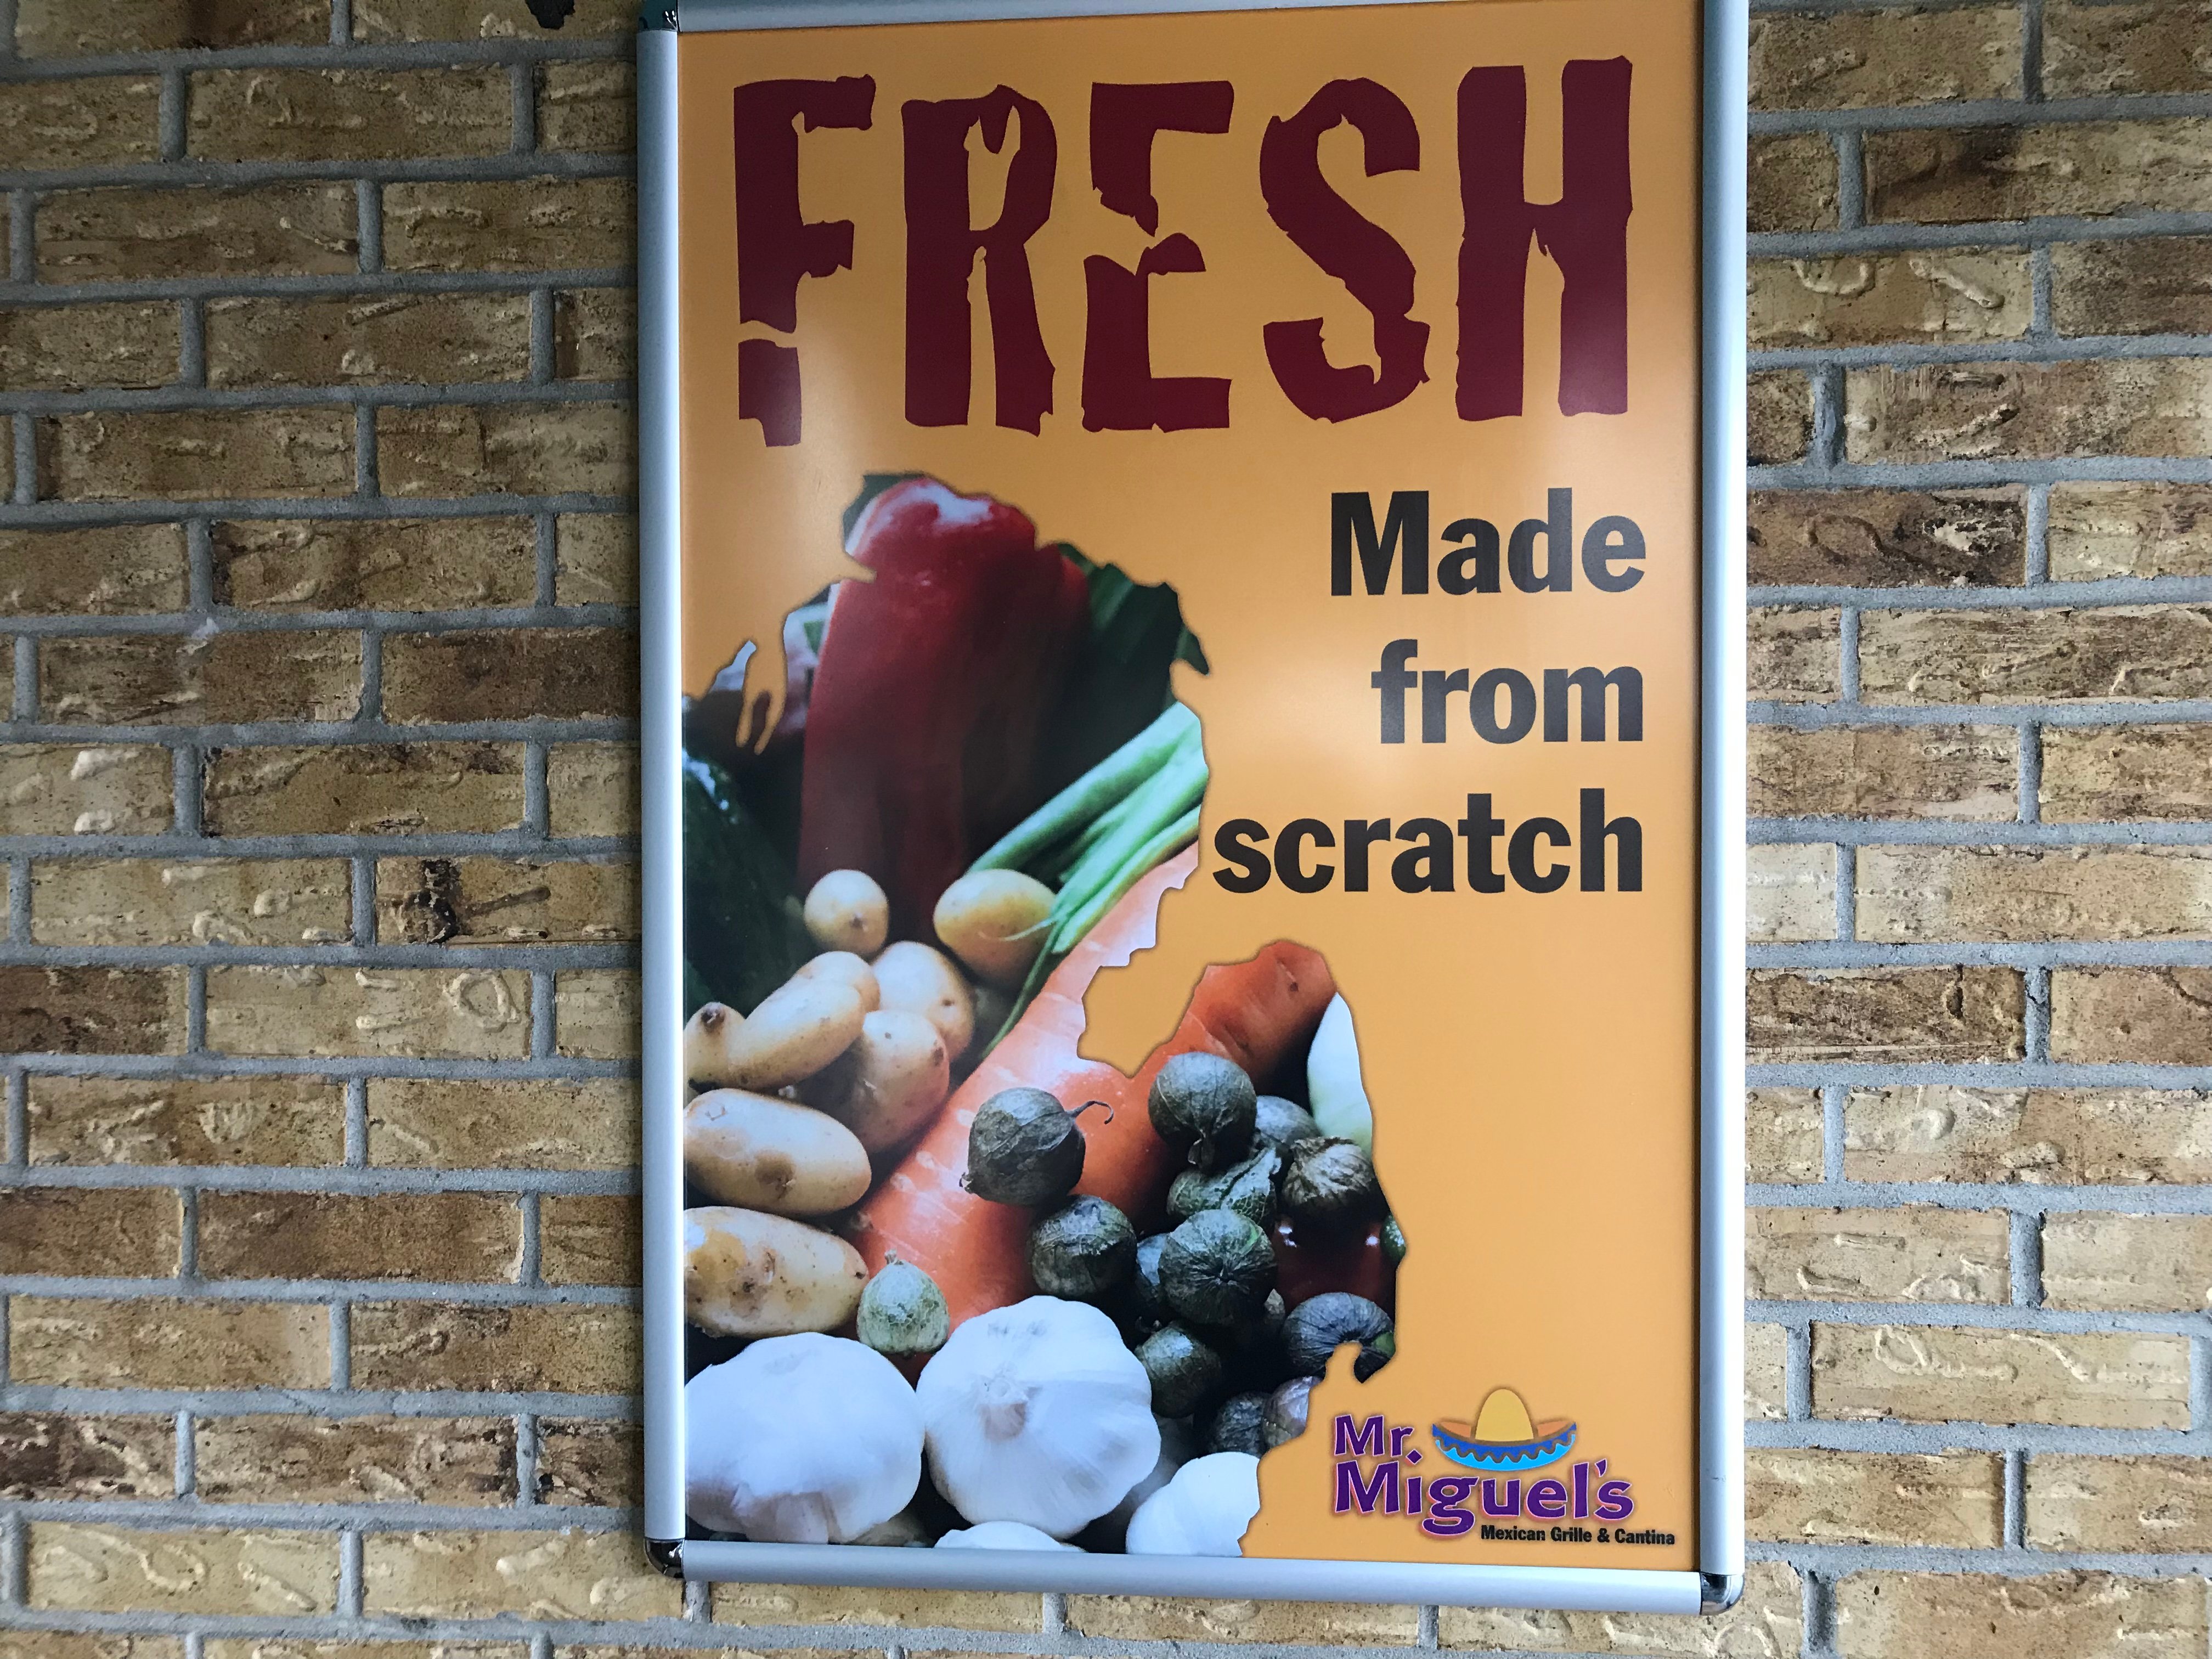 FRESH
Made
from
scratch
Mr.
Miguel's
Mexican Grille & Cantina